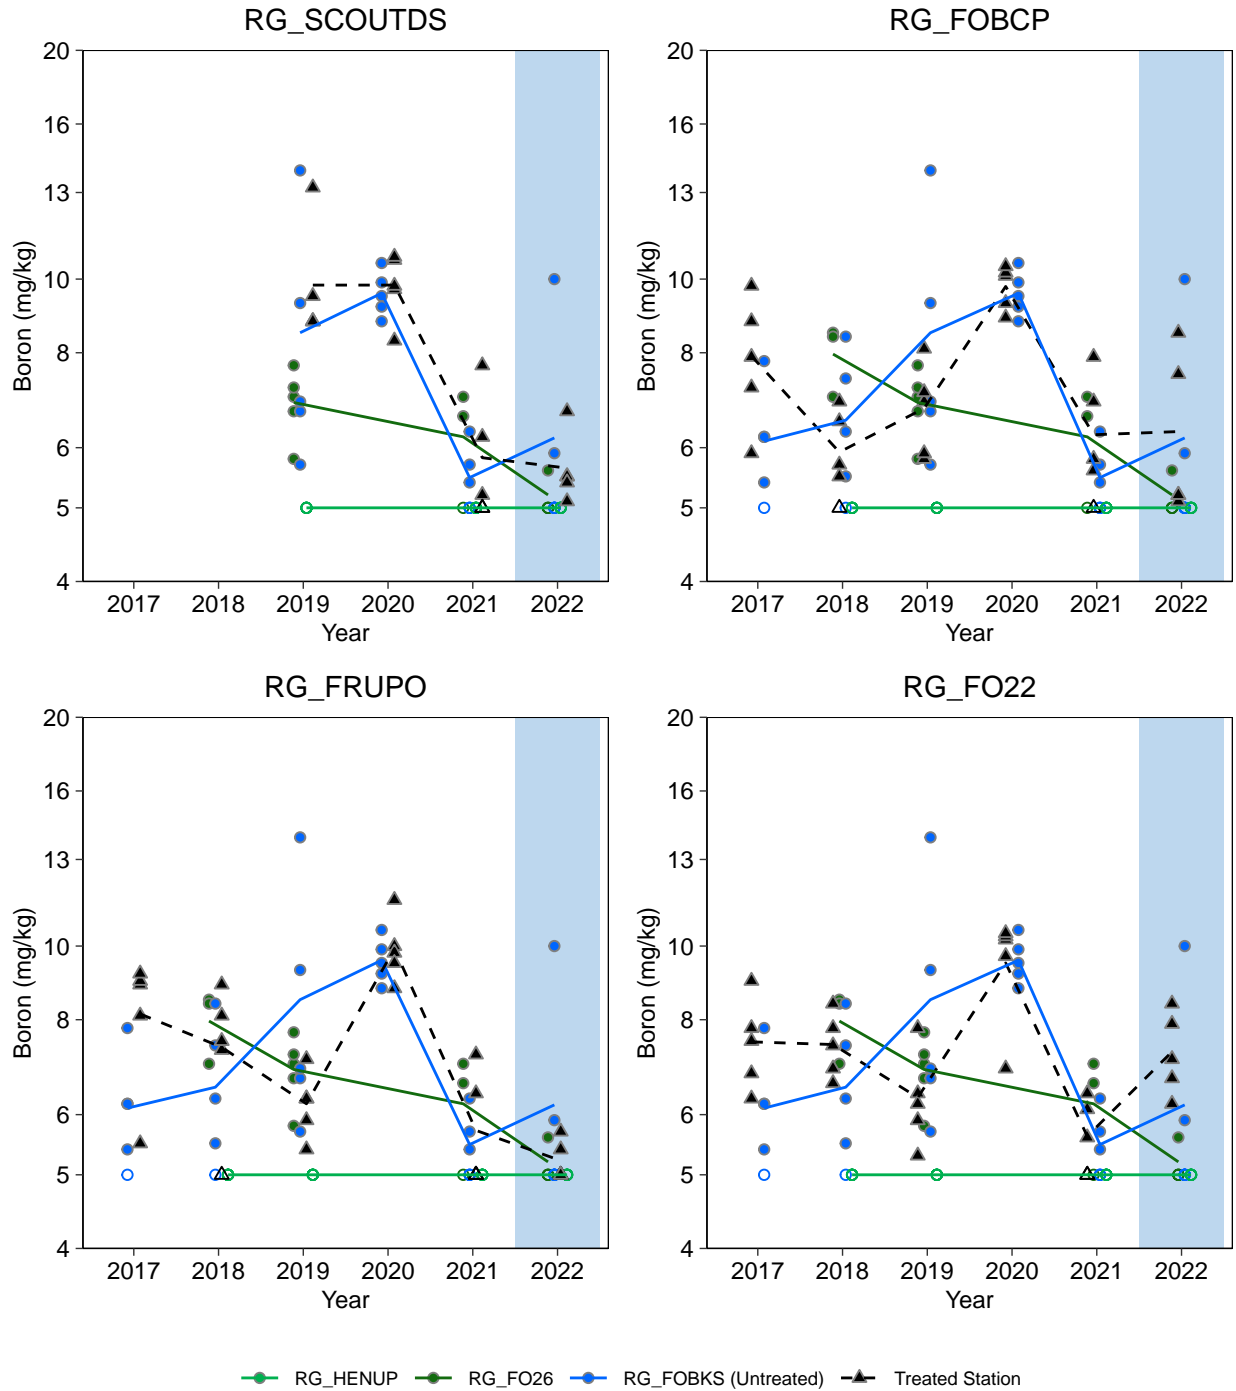 RG_SCOUTDS
RG_FOBCP
20
16
13
10
8
6
5
4
Boron (mg/kg)
2017 2018 2019 2020 2021 2022
Year
20
16
13
10
8
6
5
4
Boron (mg/kg)
2017 2018 2019 2020 2021 2022
Year
RG_FRUPO
RG_FO22
20
16
13
10
8
6
5
4
Boron (mg/kg)
2017 2018 2019 2020 2021 2022
Year
20
16
13
10
8
6
5
4
Boron (mg/kg)
2017 2018 2019 2020 2021 2022
Year
RG_HENUP RG_FO26 RG_FOBKS (Untreated) Treated Station